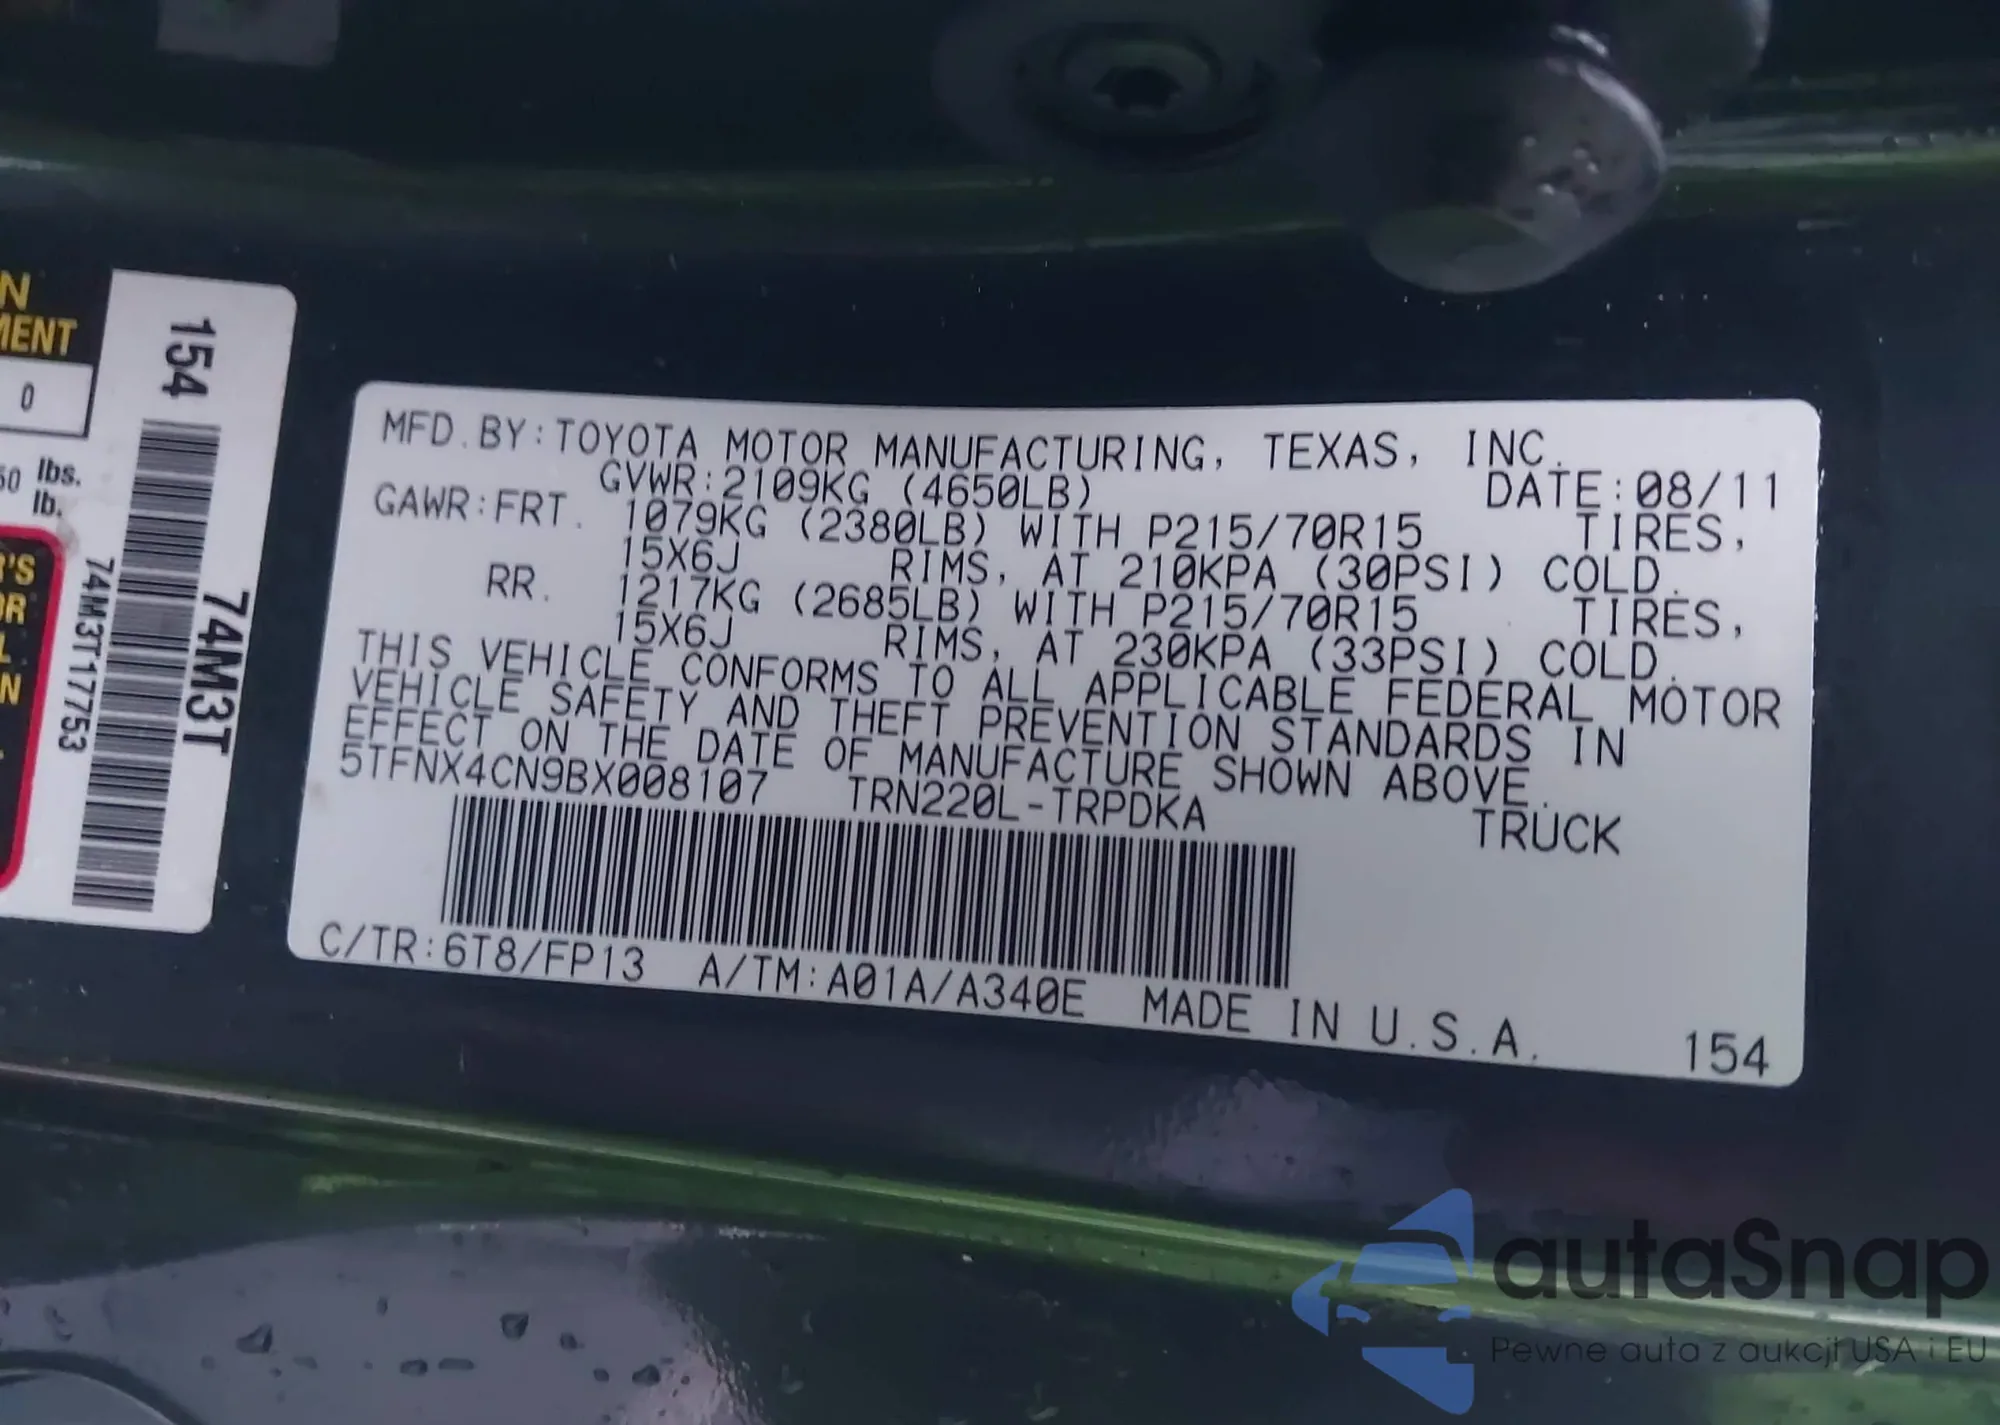 N
MENT
0
50 lbs.
lb.
R'S
OR
L
N
154
74M3T
74M3T17753
MFD.BY:TOYOTA MOTOR MANUFACTURING, TEXAS, INC.
GVWR:2109KG (4650LB) DATE:08/11
GAWR:FRT. 1079KG (2380LB) WITH P215/70R15 TIRES,
15X6J RIMS, AT 210KPA (30PSI) COLD.
RR. 1217KG (2685LB) WITH P215/70R15 TIRES,
15X6J RIMS, AT 230KPA (33PSI) COLD.
THIS VEHICLE CONFORMS TO ALL APPLICABLE FEDERAL MOTOR
VEHICLE SAFETY AND THEFT PREVENTION STANDARDS IN
EFFECT ON THE DATE OF MANUFACTURE SHOWN ABOVE.
5TFNX4CN9BX008107 TRN220L-TRPDKA TRUCK
C/TR:6T8/FP13 A/TM:A01A/A340E MADE IN U.S.A.
154
autaSnap
Pewne auta z aukcji USA i EU